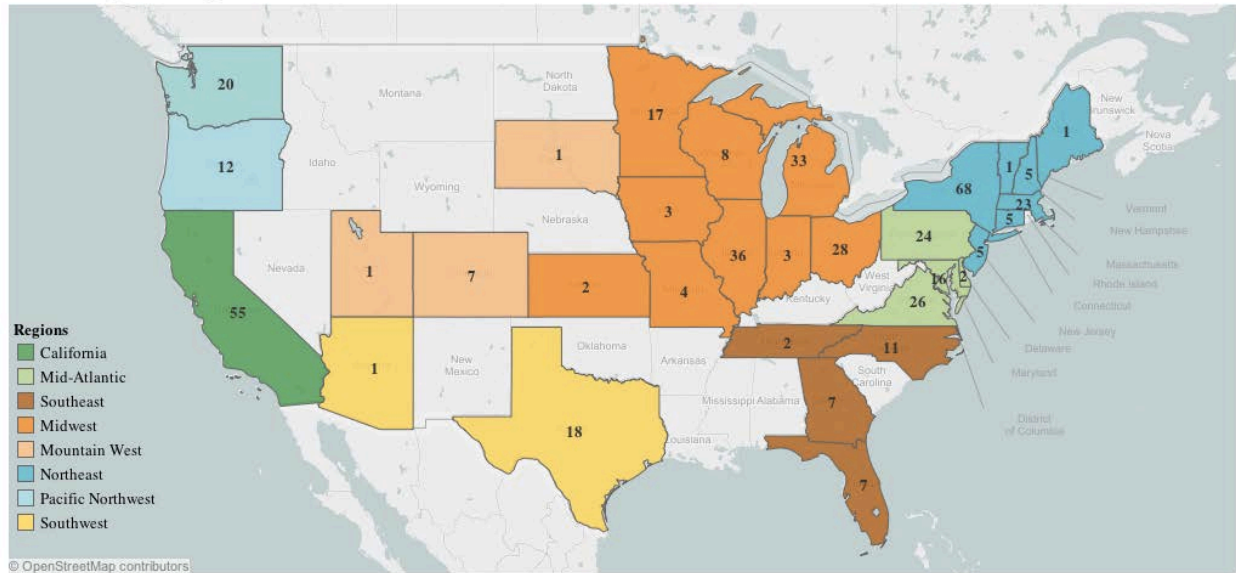 North
Dakota
Montana
New
Brunswick
Nova
Scotia
20
17
1
12
Idaho
1
8
33
1
5
Wyoming
68
23
5
Vermont
Nebraska
3
New Hampshire
24
5
Massachusetts
Nevada
1
7
36
3
28
West
Virginia
16
2
Rhode Island
2
4
26
Connecticut
55
Kentucky
New Jersey
Oklahoma
2
11
Delaware
1
New
Mexico
Arkansas
South
Carolina
Maryland
Mississippi
Alabama
7
District
of Columbia
18
Louisiana
7
Regions
California
Mid-Atlantic
Southeast
Midwest
Mountain West
Northeast
Pacific Northwest
Southwest
© OpenStreetMap contributors